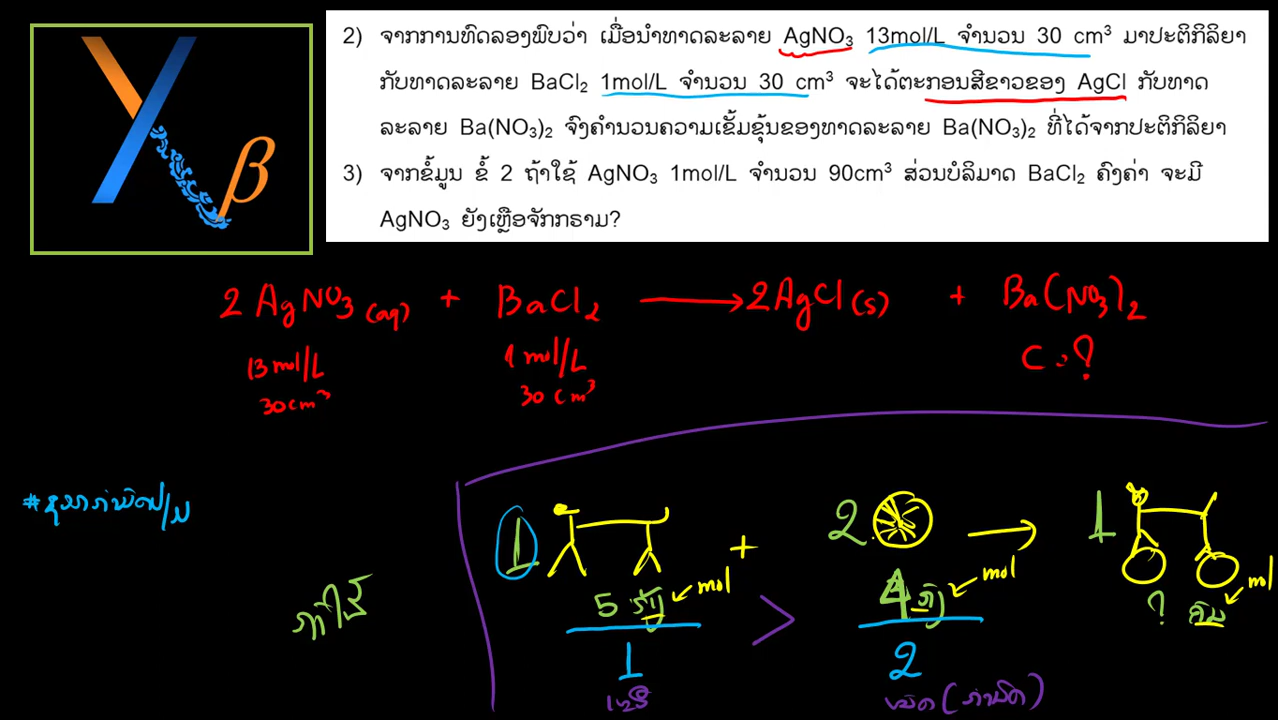 β
2) ຈາກການທົດລອງພົບວ່າ ເມື່ອນຳທາດລະລາຍ AgNO₃ 13mol/L ຈຳນວນ 30 cm³ ມາປະຕິກິລິຍາ
ກັບທາດລະລາຍ BaCl₂ 1mol/L ຈຳນວນ 30 cm³ ຈະໄດ້ຕະກອນສີຂາວຂອງ AgCl ກັບທາດ
ລະລາຍ Ba(NO₃)₂ ຈົ່ງຄຳນວນຄວາມເຂັ້ມຂຸ້ນຂອງທາດລະລາຍ Ba(NO₃)₂ ທີ່ໄດ້ຈາກປະຕິກິລິຍາ
3) ຈາກຂໍ້ມູນ ຂໍ້ 2 ຖ້າໃຊ້ AgNO₃ 1mol/L ຈຳນວນ 90cm³ ສ່ວນບໍລິມາດ BaCl₂ ຄົງຄ່າ ຈະມີ
AgNO₃ ຍັງເຫຼືອຈັກກຣາມ?
2 AgNO₃ (aq) + BaCl₂ → 2AgCl (s) + Ba(NO₃)₂
13 mol/L 1 mol/L C = ?
30 cm³ 30 cm³
1 + 2 → 1
5 mol > 4 mol ? ຄັນ mol
1 2
ເຫຼືອ